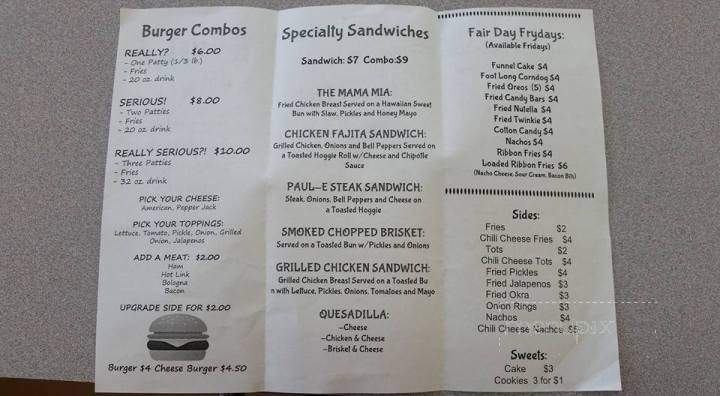 Burger Combos
REALLY? $6.00
- One Patty (1/3 lb.)
- Fries
- 20 oz. drink
SERIOUS! $8.00
- Two Patties
- Fries
- 20 oz. drink
REALLY SERIOUS?! $10.00
- Three Patties
- Fries
- 32 oz. drink
PICK YOUR CHEESE:
American, Pepper Jack
PICK YOUR TOPPINGS:
Lettuce, Tomato, Pickle, Onion, Grilled
Onion, Jalapenos
ADD A MEAT: $2.00
Ham
Hot Link
Bologna
Bacon
UPGRADE SIDE FOR $2.00
Burger $4 Cheese Burger $4.50
Specialty Sandwiches
Sandwich: $7 Combo:$9
THE MAMA MIA:
Fried Chicken Breast Served on a Hawaiian Sweet
Bun with Slaw, Pickles and Honey Mayo
CHICKEN FAJITA SANDWICH:
Grilled Chicken, Onions and Bell Peppers Served on
a Toasted Hoggie Roll w/Cheese and Chipotle
Sauce
PAUL-E STEAK SANDWICH:
Steak, Onions, Bell Peppers and Cheese on
a Toasted Hoggie
SMOKED CHOPPED BRISKET:
Served on a Toasted Bun w/Pickles and Onions
GRILLED CHICKEN SANDWICH:
Grilled Chicken Breast Served on a Toasted Bu
n with Lettuce, Pickles, Onions, Tomatoes and Mayo
QUESADILLA:
-Cheese
-Chicken & Cheese
-Brisket & Cheese
Fair Day Frydays:
(Available Fridays)
Funnel Cake $4
Foot Long Corndog $4
Fried Oreos (5) $4
Fried Candy Bars $4
Fried Nutella $4
Fried Twinkie $4
Cotton Candy $4
Nachos $4
Ribbon Fries $4
Loaded Ribbon Fries $6
(Nacho Cheese, Sour Cream, Bacon Bits)
Sides:
Fries $2
Chili Cheese Fries $4
Tots $2
Chili Cheese Tots $4
Fried Pickles $4
Fried Jalapenos $3
Fried Okra $3
Onion Rings $3
Nachos $4
Chili Cheese Nachos $5
Sweets:
Cake $3
Cookies 3 for $1